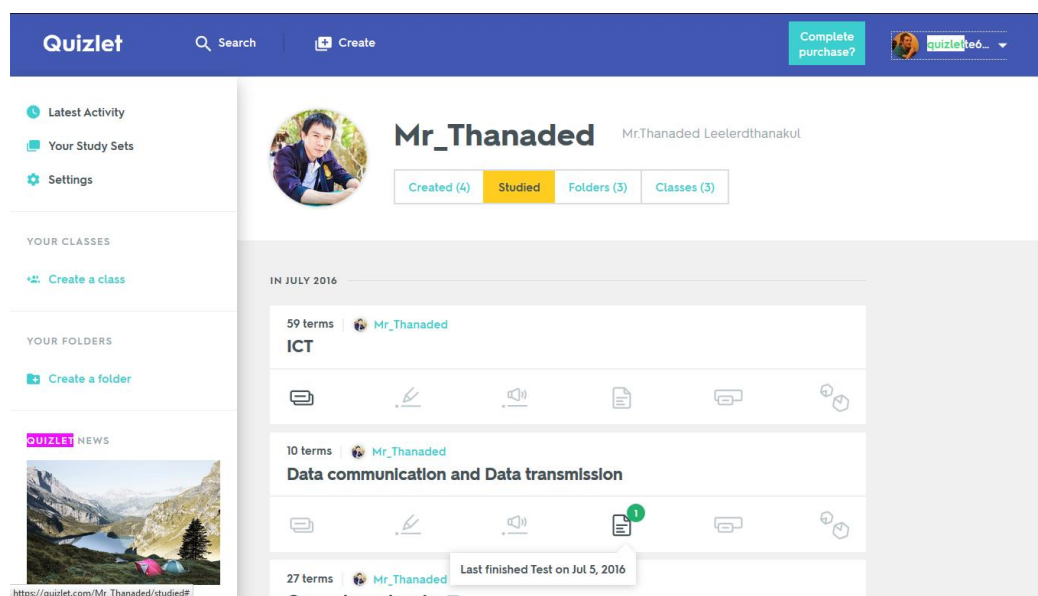 Quizlet
Search
Create
Complete
purchase?
quizlette6...
Latest Activity
Your Study Sets
Settings
YOUR CLASSES
Create a class
YOUR FOLDERS
Create a folder
QUIZLET NEWS
Mr_Thanaded Mr.Thanaded Leelerdthanakul
Created (4) Studied Folders (3) Classes (3)
IN JULY 2016
59 terms Mr_Thanaded
ICT
10 terms Mr_Thanaded
Data communication and Data transmission
1
Last finished Test on Jul 5, 2016
27 terms Mr_Thanaded
https://quizlet.com/Mr_Thanaded/studied#